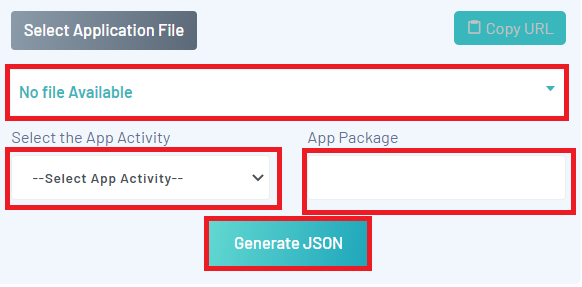 Select Application File
Copy URL
No file Available
Select the App Activity
App Package
--Select App Activity--
Generate JSON